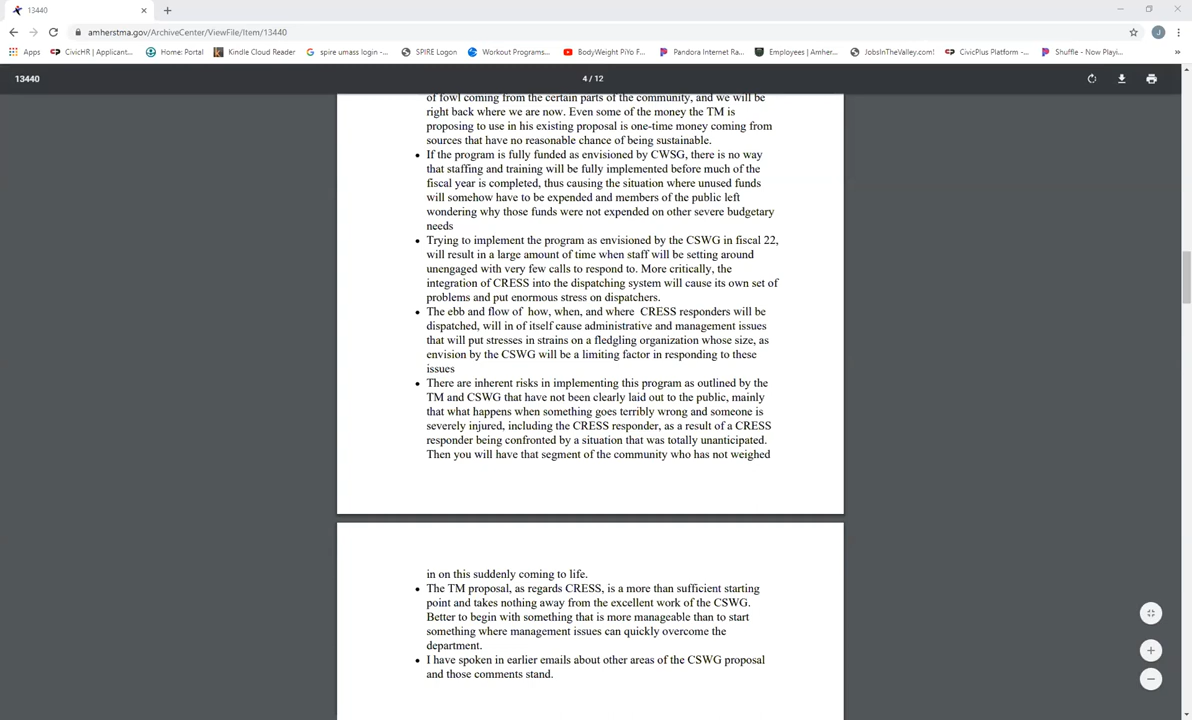 13440
amherstma.gov/ArchiveCenter/ViewFile/Item/13440
J
Apps CivicHR | Applicant... Home: Portal Kindle Cloud Reader spire umass login -... SPIRE Logon Workout Programs... BodyWeight PiYo F... Pandora Internet Ra... Employees | Amher... JobsInTheValley.com! CivicPlus Platform -... Shuffle - Now Playi... »
13440 4 / 12
of fowl coming from the certain parts of the community, and we will be
right back where we are now. Even some of the money the TM is
proposing to use in his existing proposal is one-time money coming from
sources that have no reasonable chance of being sustainable.
• If the program is fully funded as envisioned by CWSG, there is no way
that staffing and training will be fully implemented before much of the
fiscal year is completed, thus causing the situation where unused funds
will somehow have to be expended and members of the public left
wondering why those funds were not expended on other severe budgetary
needs
• Trying to implement the program as envisioned by the CSWG in fiscal 22,
will result in a large amount of time when staff will be setting around
unengaged with very few calls to respond to. More critically, the
integration of CRESS into the dispatching system will cause its own set of
problems and put enormous stress on dispatchers.
• The ebb and flow of how, when, and where CRESS responders will be
dispatched, will in of itself cause administrative and management issues
that will put stresses in strains on a fledgling organization whose size, as
envision by the CSWG will be a limiting factor in responding to these
issues
• There are inherent risks in implementing this program as outlined by the
TM and CSWG that have not been clearly laid out to the public, mainly
that what happens when something goes terribly wrong and someone is
severely injured, including the CRESS responder, as a result of a CRESS
responder being confronted by a situation that was totally unanticipated.
Then you will have that segment of the community who has not weighed
in on this suddenly coming to life.
• The TM proposal, as regards CRESS, is a more than sufficient starting
point and takes nothing away from the excellent work of the CSWG.
Better to begin with something that is more manageable than to start
something where management issues can quickly overcome the
department.
• I have spoken in earlier emails about other areas of the CSWG proposal
and those comments stand.